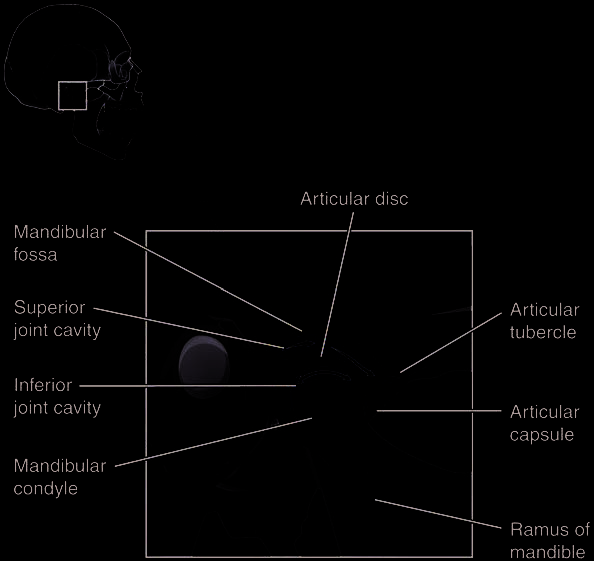 Articular disc
Mandibular
fossa
Superior
joint cavity
Articular
tubercle
Inferior
joint cavity
Articular
capsule
Mandibular
condyle
Ramus of
mandible